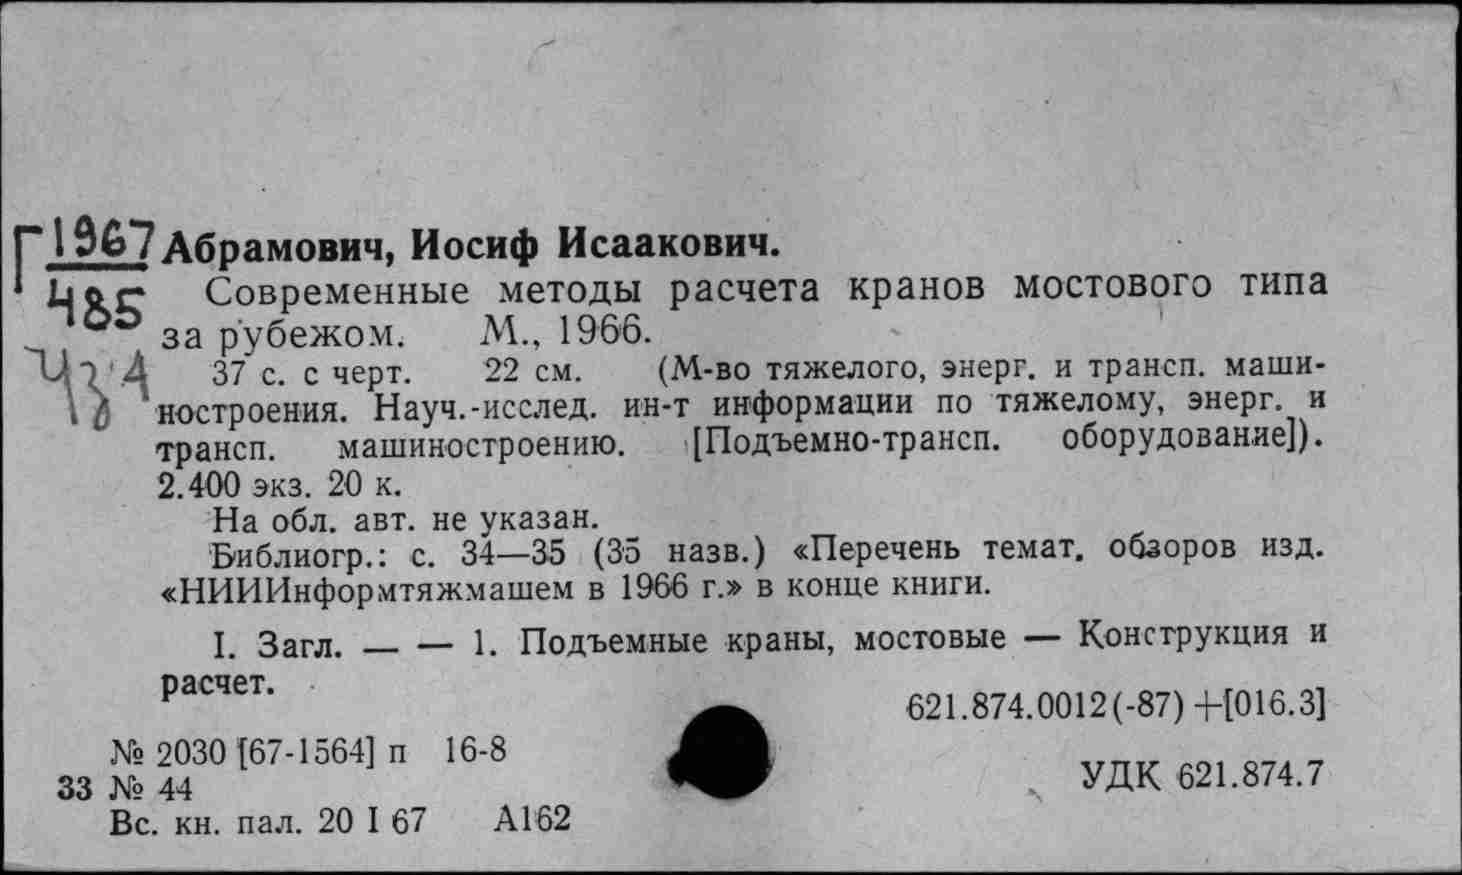 Г 1967 Абрамович, Иосиф Исаакович.
485 Современные методы расчета кранов мостового типа
за рубежом. М., 1966.
37 с. с черт. 22 см. (М-во тяжелого, энерг. и трансп. маши-
ностроения. Науч.-исслед. ин-т информации по тяжелому, энерг. и
трансп. машиностроению. [Подъемно-трансп. оборудование]).
2.400 экз. 20 к.
На обл. авт. не указан.
Библиогр.: с. 34—35 (35 назв.) «Перечень темат. обзоров изд.
«НИИИнформтяжмашем в 1966 г.» в конце книги.
I. Загл. — — 1. Подъемные краны, мостовые — Конструкция и
расчет.
621.874.0012(-87)+[016.3]
№ 2030 [67-1564] п 16-8
УДК 621.874.7
33 № 44
Вс. кн. пал. 20 I 67 А162